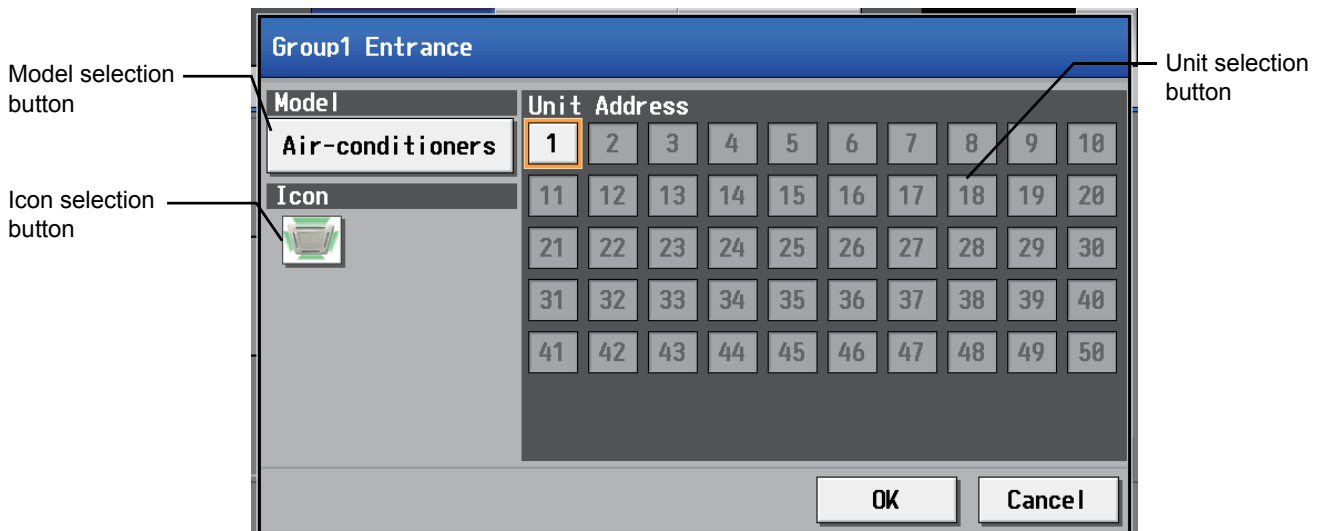 Group1 Entrance
Model selection
button
Unit selection
button
Model
Air-conditioners
Icon
Icon selection
button
Unit Address
1 2 3 4 5 6 7 8 9 10
11 12 13 14 15 16 17 18 19 20
21 22 23 24 25 26 27 28 29 30
31 32 33 34 35 36 37 38 39 40
41 42 43 44 45 46 47 48 49 50
OK Cancel